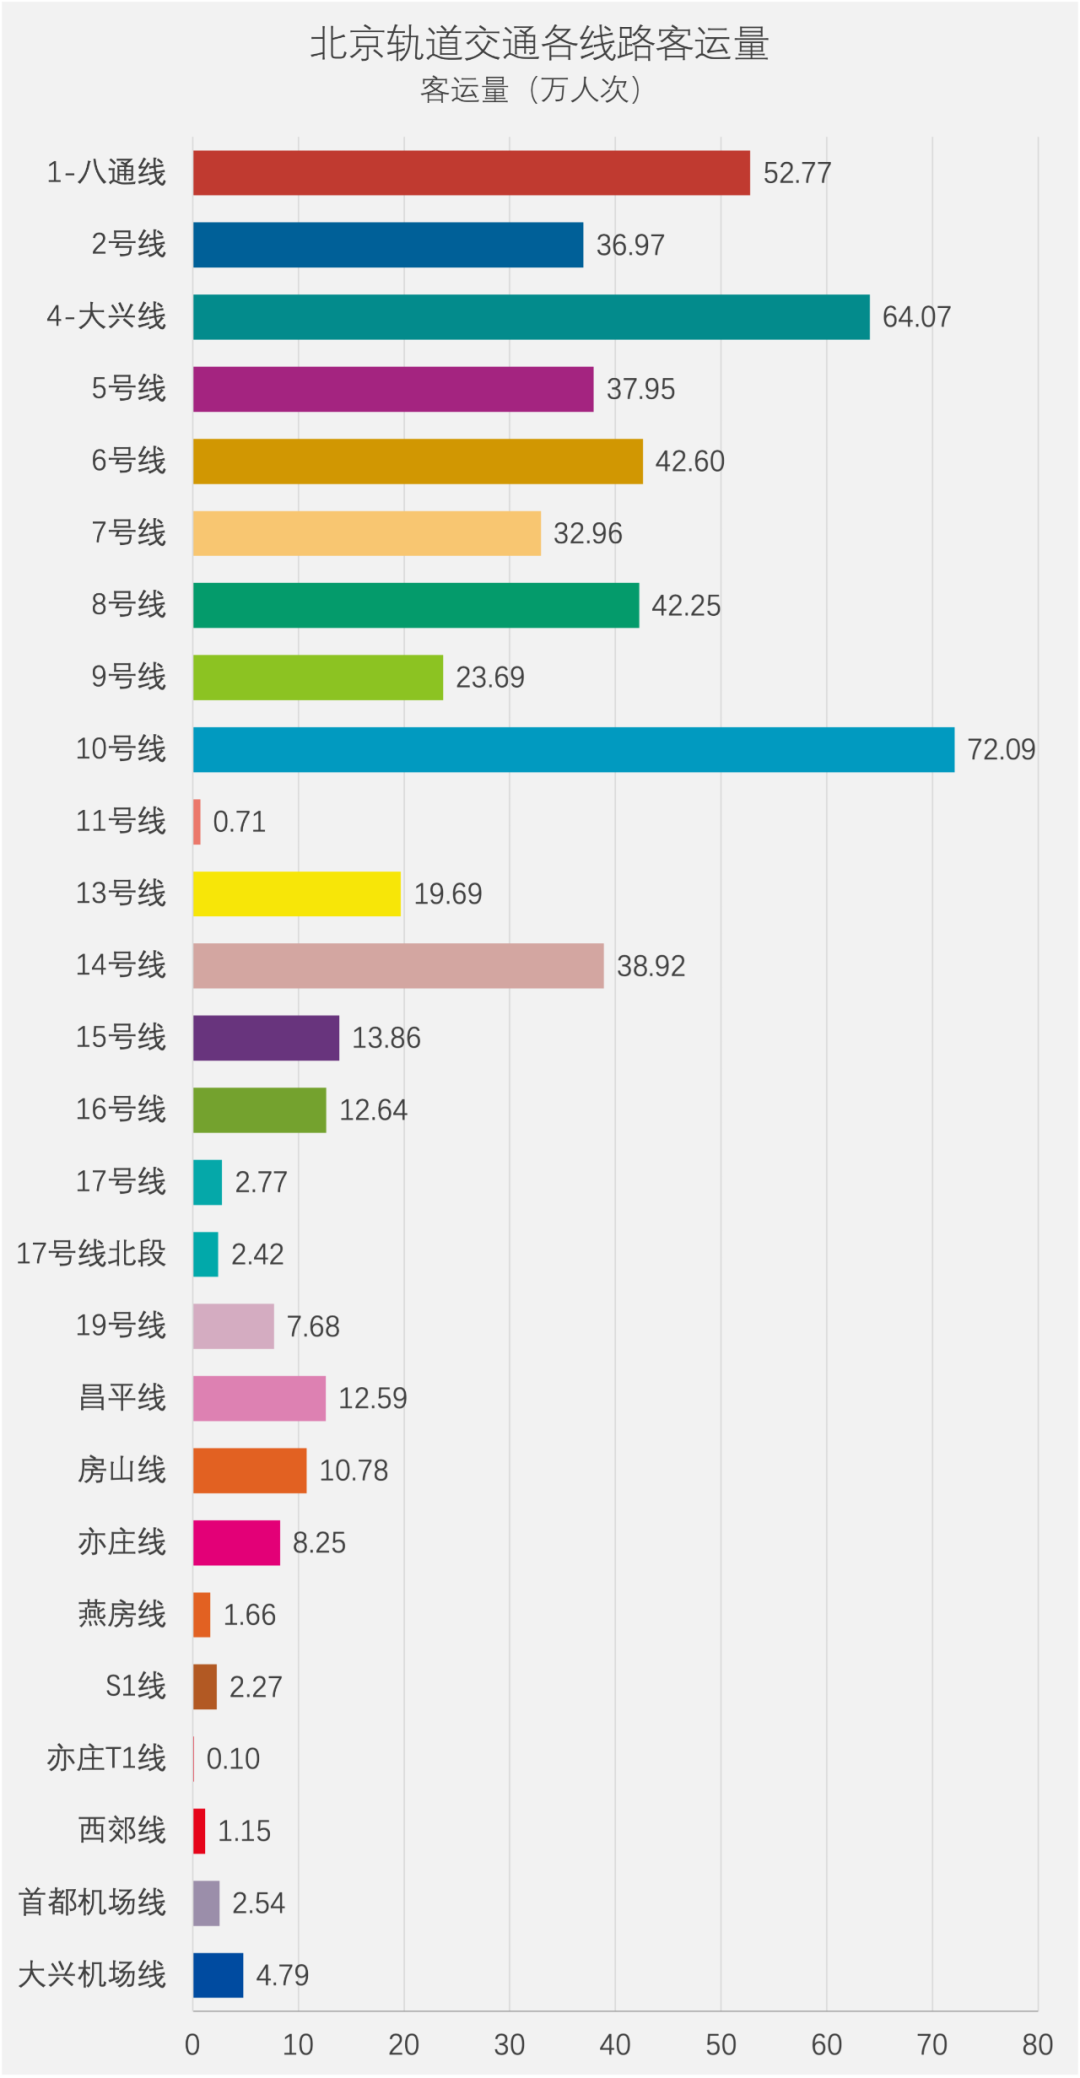 北京轨道交通各线路客运量
客运量（万人次）
1-八通线 52.77
2号线 36.97
4-大兴线 64.07
5号线 37.95
6号线 42.60
7号线 32.96
8号线 42.25
9号线 23.69
10号线 72.09
11号线 0.71
13号线 19.69
14号线 38.92
15号线 13.86
16号线 12.64
17号线 2.77
17号线北段 2.42
19号线 7.68
昌平线 12.59
房山线 10.78
亦庄线 8.25
燕房线 1.66
S1线 2.27
亦庄T1线 0.10
西郊线 1.15
首都机场线 2.54
大兴机场线 4.79
0 10 20 30 40 50 60 70 80